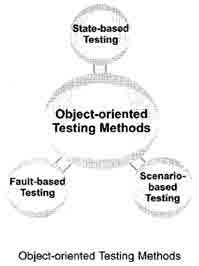 State-based
Testing
Object-oriented
Testing Methods
Fault-based
Testing
Scenario-
based
Testing
Object-oriented Testing Methods